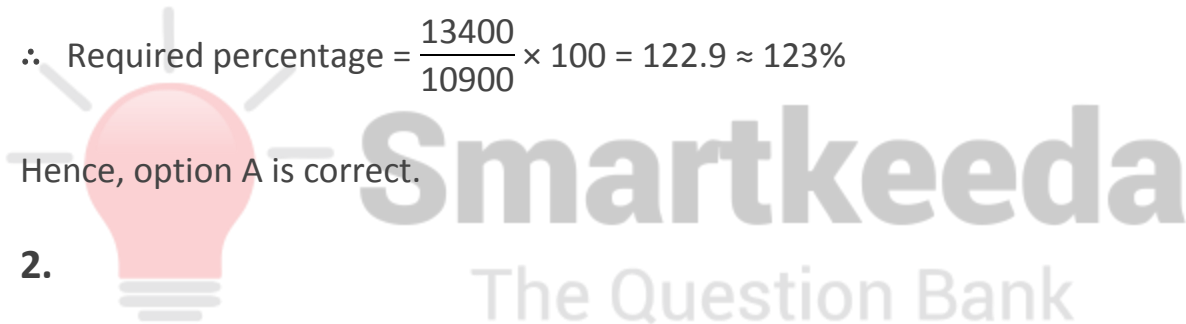 ∴ Required percentage = 13400/10900 × 100 = 122.9 ≈ 123%
Smartkeeda
Hence, option A is correct.
2.
The Question Bank